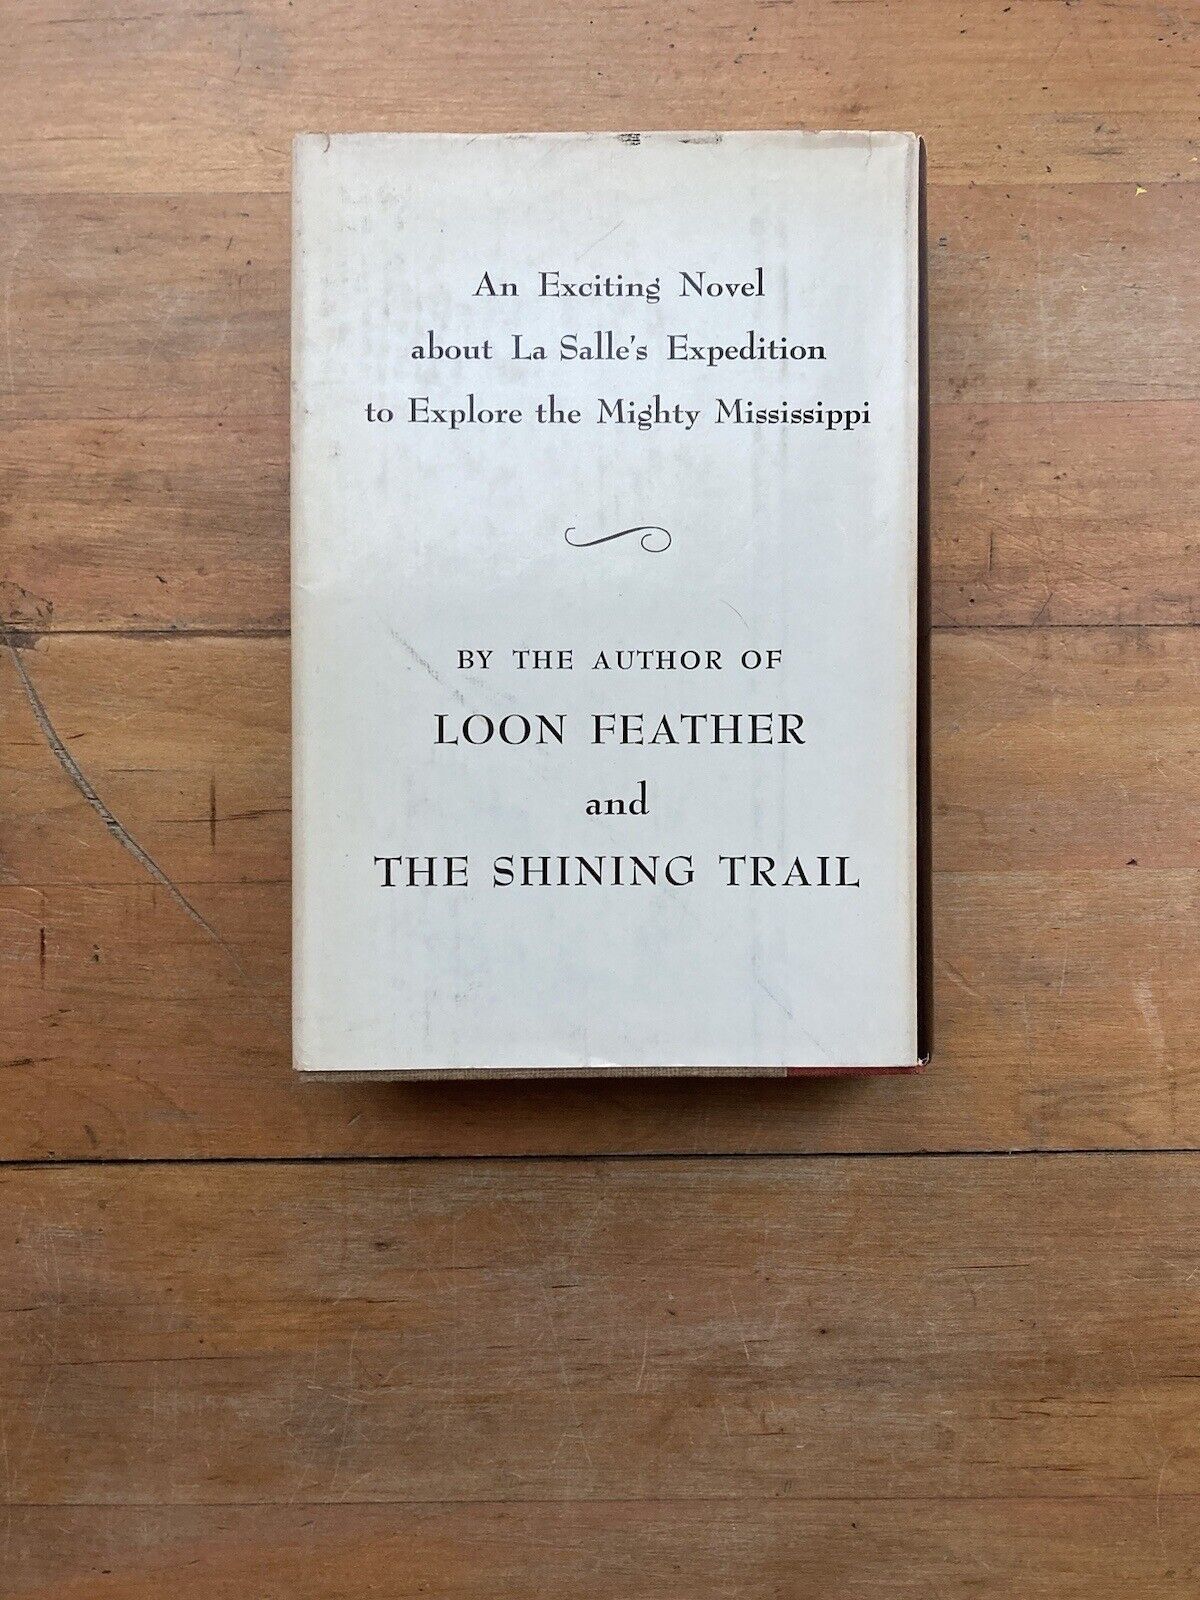 An Exciting Novel
about La Salle's Expedition
to Explore the Mighty Mississippi
BY THE AUTHOR OF
LOON FEATHER
and
THE SHINING TRAIL